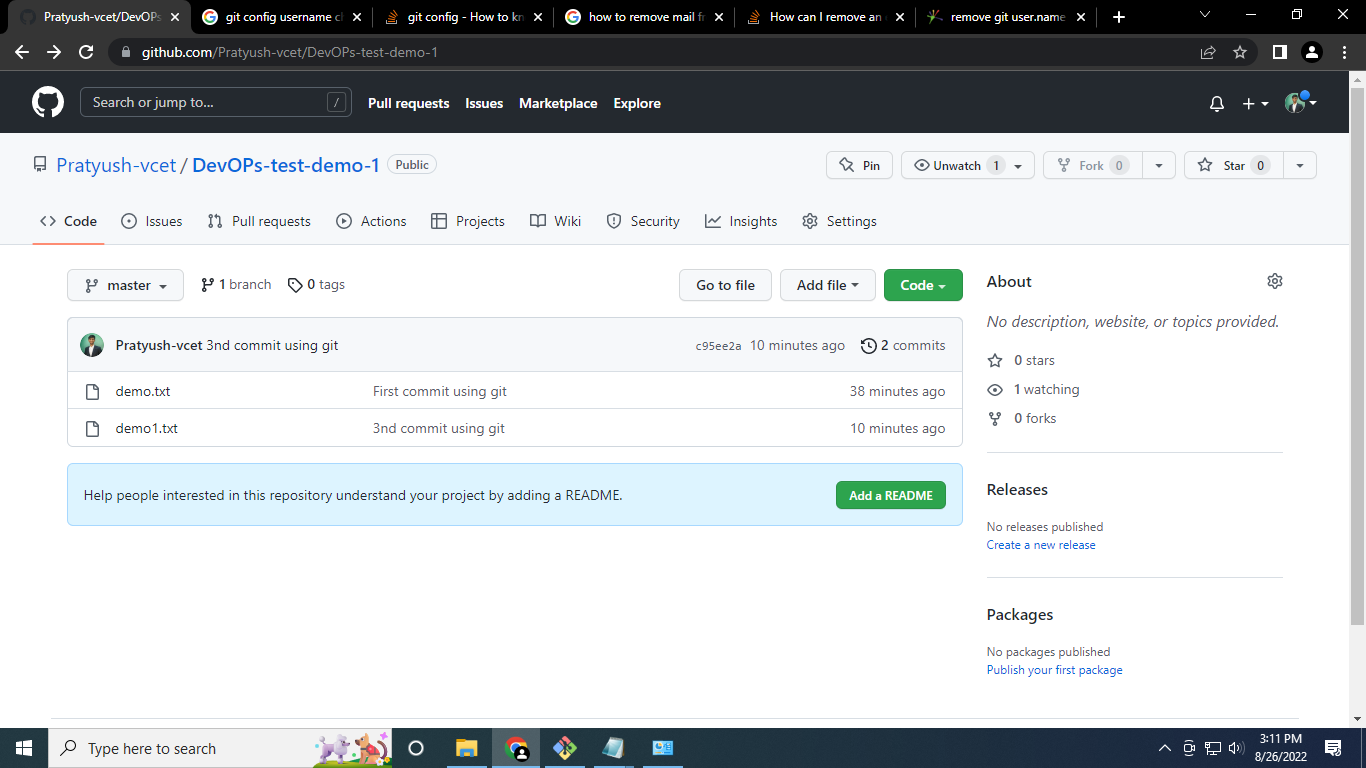 Pratyush-vcet/DevOPs
git config username ch
git config - How to kn
how to remove mail fr
How can I remove an e
remove git user.name
github.com/Pratyush-vcet/DevOPs-test-demo-1
Search or jump to...
/
Pull requests
Issues
Marketplace
Explore
Pratyush-vcet / DevOPs-test-demo-1
Public
Pin
Unwatch 1
Fork 0
Star 0
Code
Issues
Pull requests
Actions
Projects
Wiki
Security
Insights
Settings
master
1 branch
0 tags
Go to file
Add file
Code
Pratyush-vcet 3nd commit using git
c95ee2a 10 minutes ago
2 commits
demo.txt
First commit using git
38 minutes ago
demo1.txt
3nd commit using git
10 minutes ago
Help people interested in this repository understand your project by adding a README.
Add a README
About
No description, website, or topics provided.
0 stars
1 watching
0 forks
Releases
No releases published
Create a new release
Packages
No packages published
Publish your first package
Type here to search
3:11 PM
8/26/2022